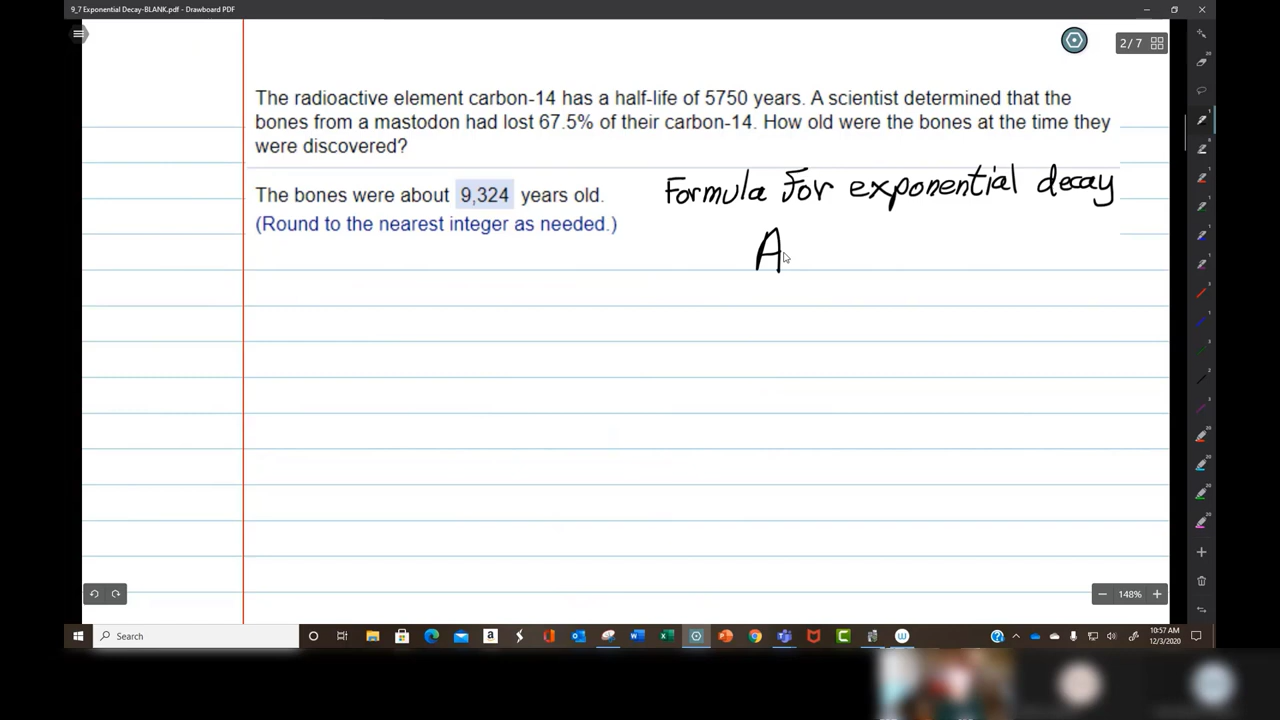 9_7 Exponential Decay-BLANK.pdf - Drawboard PDF
2 / 7
The radioactive element carbon-14 has a half-life of 5750 years. A scientist determined that the
bones from a mastodon had lost 67.5% of their carbon-14. How old were the bones at the time they
were discovered?
The bones were about 9,324 years old.
(Round to the nearest integer as needed.)
Formula For exponential decay
A
148%
Search
10:57 AM
12/3/2020